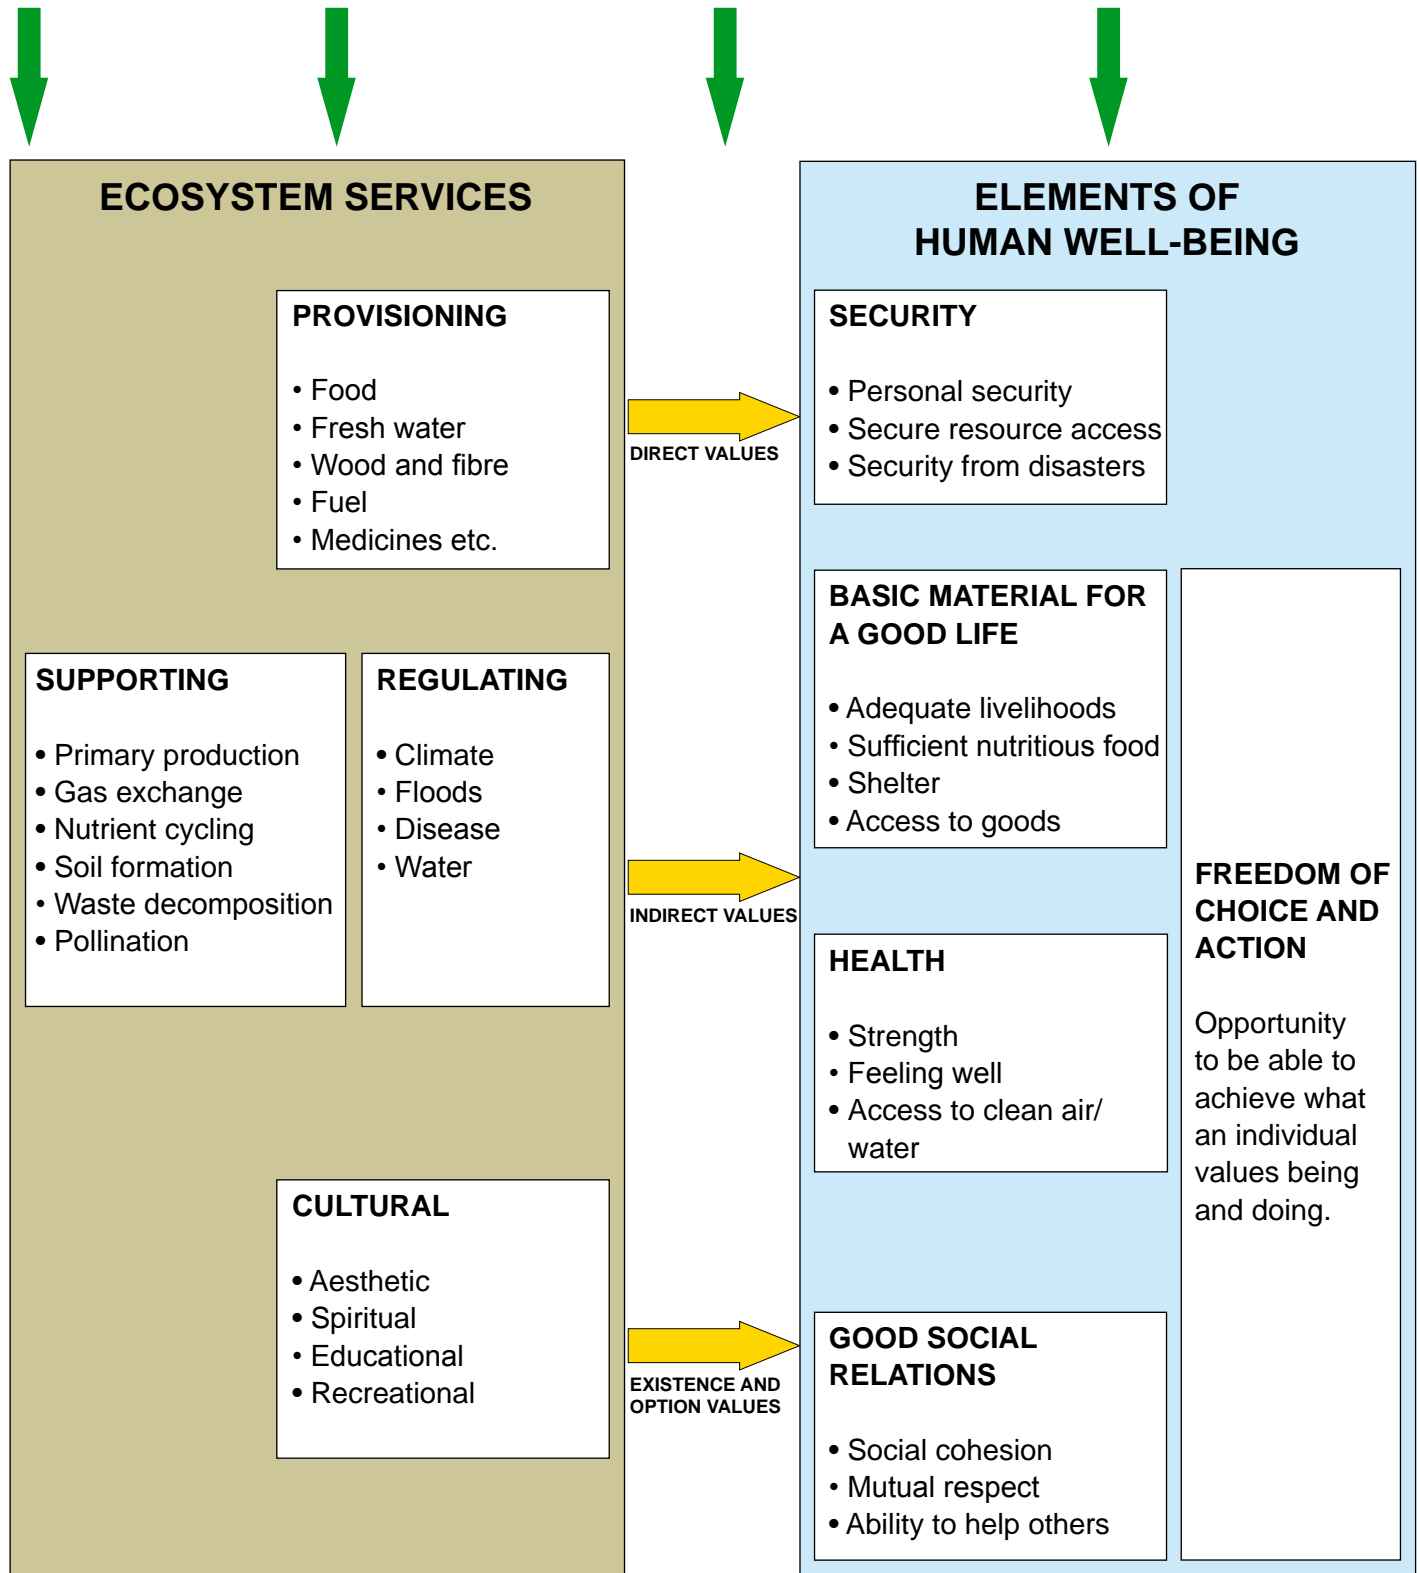 ECOSYSTEM SERVICES
PROVISIONING
• Food
• Fresh water
• Wood and fibre
• Fuel
• Medicines etc.
SUPPORTING
• Primary production
• Gas exchange
• Nutrient cycling
• Soil formation
• Waste decomposition
• Pollination
REGULATING
• Climate
• Floods
• Disease
• Water
CULTURAL
• Aesthetic
• Spiritual
• Educational
• Recreational
DIRECT VALUES
INDIRECT VALUES
EXISTENCE AND
OPTION VALUES
ELEMENTS OF
HUMAN WELL-BEING
SECURITY
• Personal security
• Secure resource access
• Security from disasters
BASIC MATERIAL FOR
A GOOD LIFE
• Adequate livelihoods
• Sufficient nutritious food
• Shelter
• Access to goods
HEALTH
• Strength
• Feeling well
• Access to clean air/
water
GOOD SOCIAL
RELATIONS
• Social cohesion
• Mutual respect
• Ability to help others
FREEDOM OF
CHOICE AND
ACTION
Opportunity
to be able to
achieve what
an individual
values being
and doing.